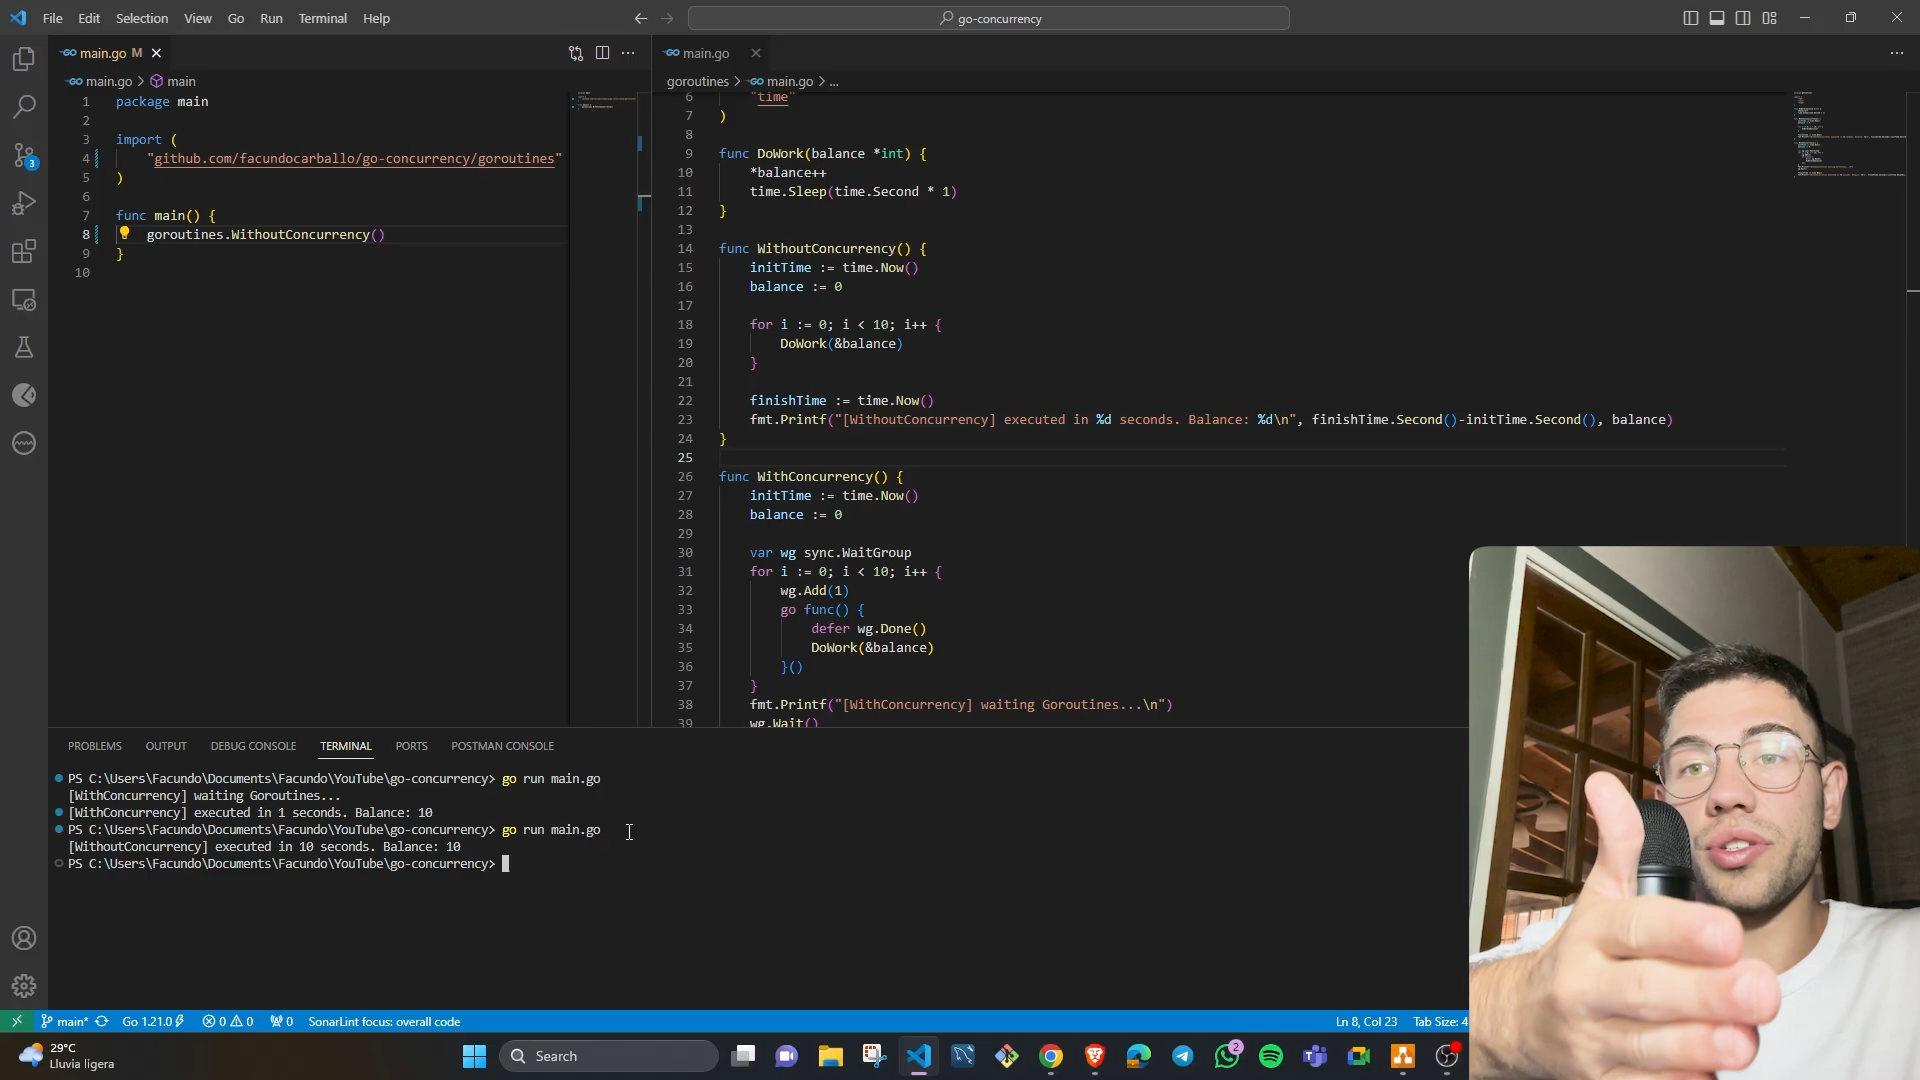 File Edit Selection View Go Run Terminal Help
go-concurrency
main.go M
main.go > main
1 package main
2
3 import (
4 "github.com/facundocarballo/go-concurrency/goroutines"
5 )
6
7 func main() {
8 goroutines.WithoutConcurrency()
9 }
10
main.go
goroutines > main.go > ...
6 "time"
7 )
8
9 func DoWork(balance *int) {
10 *balance++
11 time.Sleep(time.Second * 1)
12 }
13
14 func WithoutConcurrency() {
15 initTime := time.Now()
16 balance := 0
17
18 for i := 0; i < 10; i++ {
19 DoWork(&balance)
20 }
21
22 finishTime := time.Now()
23 fmt.Printf("[WithoutConcurrency] executed in %d seconds. Balance: %d\n", finishTime.Second()-initTime.Second(), balance)
24 }
25
26 func WithConcurrency() {
27 initTime := time.Now()
28 balance := 0
29
30 var wg sync.WaitGroup
31 for i := 0; i < 10; i++ {
32 wg.Add(1)
33 go func() {
34 defer wg.Done()
35 DoWork(&balance)
36 }()
37 }
38 fmt.Printf("[WithConcurrency] waiting Goroutines...\n")
39 wg.Wait()
PROBLEMS OUTPUT DEBUG CONSOLE TERMINAL PORTS POSTMAN CONSOLE
PS C:\Users\Facundo\Documents\Facundo\YouTube\go-concurrency> go run main.go
[WithConcurrency] waiting Goroutines...
[WithConcurrency] executed in 1 seconds. Balance: 10
PS C:\Users\Facundo\Documents\Facundo\YouTube\go-concurrency> go run main.go
[WithoutConcurrency] executed in 10 seconds. Balance: 10
PS C:\Users\Facundo\Documents\Facundo\YouTube\go-concurrency>
3
main* Go 1.21.0 0 0 0 SonarLint focus: overall code
Ln 8, Col 23 Tab Size: 4
29°C
Lluvia ligera
Search
2